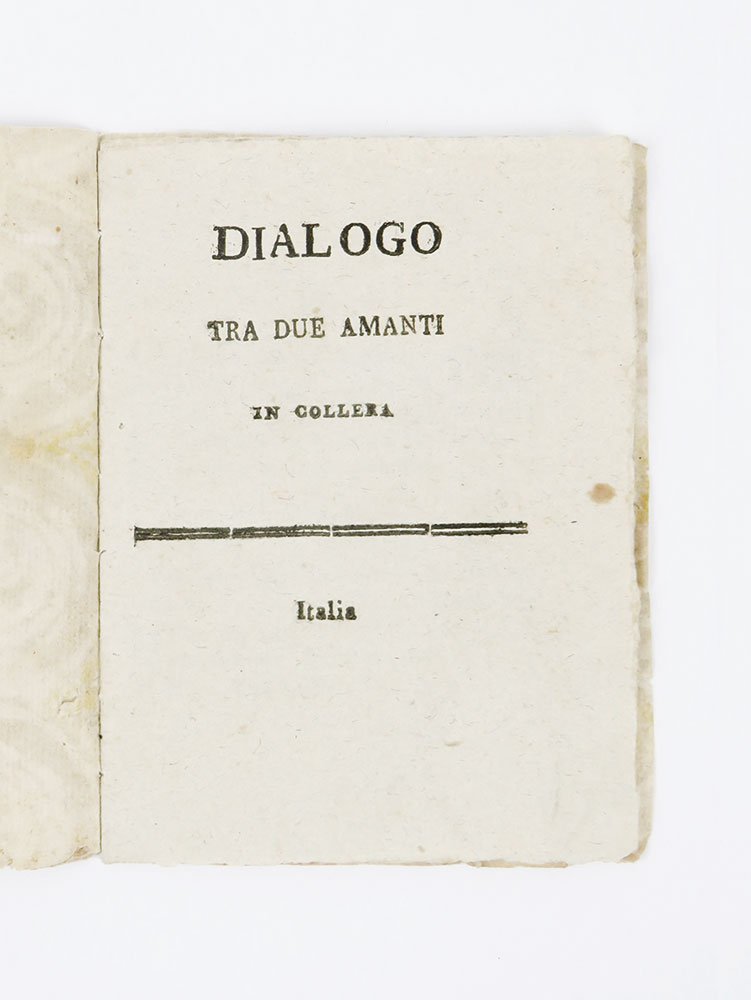 DIALOGO
TRA DUE AMANTI
IN COLLERA
Italia